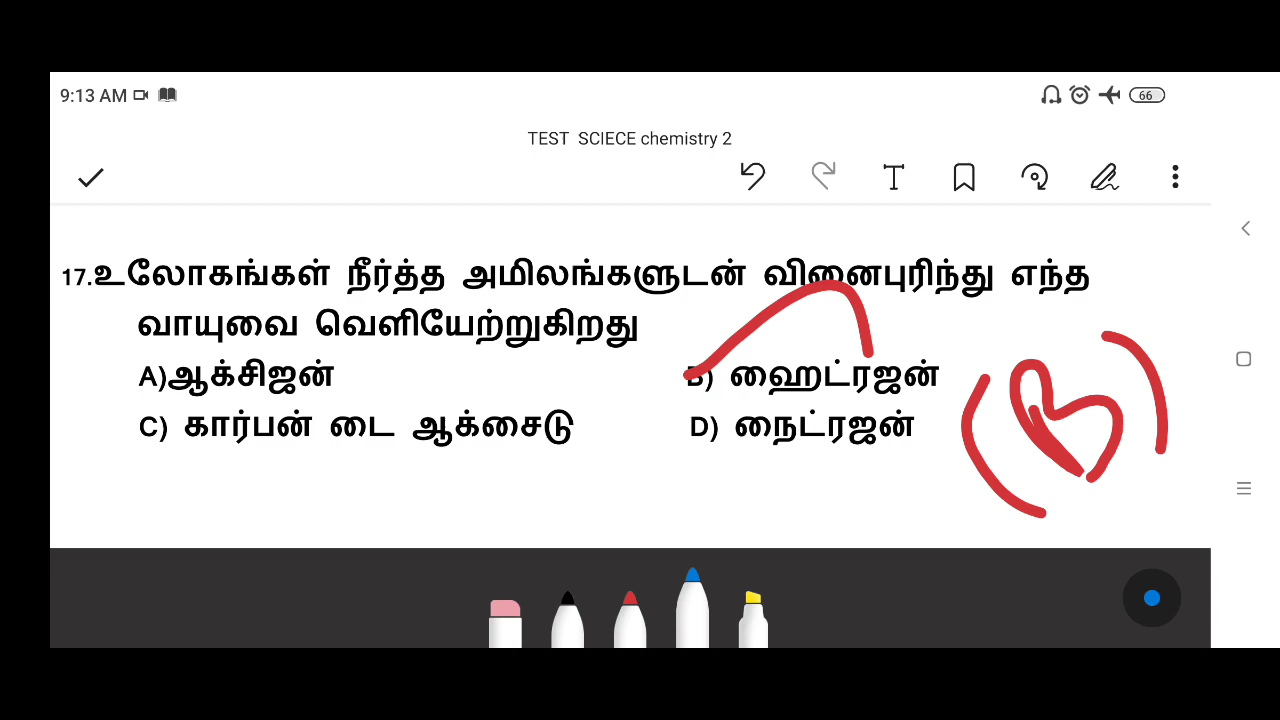 9:13 AM 66
TEST SCIECE chemistry 2
17.உலோகங்கள் நீர்த்த அமிலங்களுடன் வினைபுரிந்து எந்த
வாயுவை வெளியேற்றுகிறது
A)ஆக்சிஜன் B) ஹைட்ரஜன்
C) கார்பன் டை ஆக்சைடு D) நைட்ரஜன்
(B)